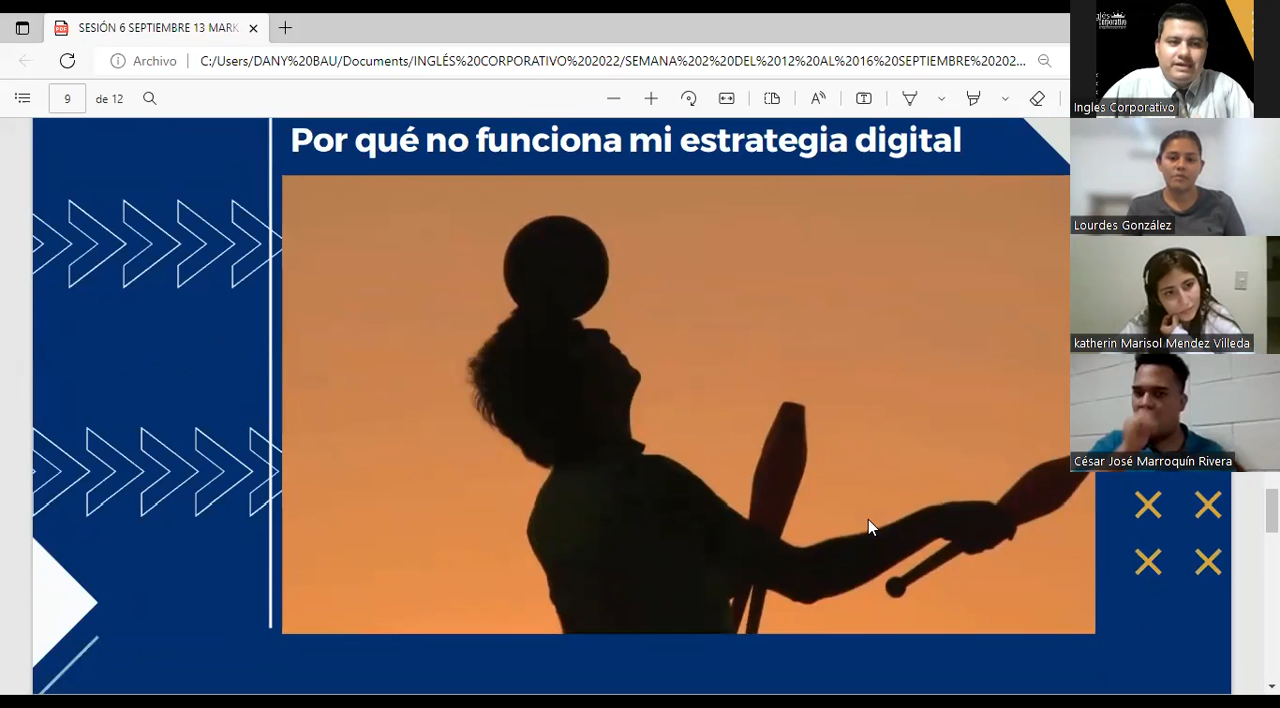 SESIÓN 6 SEPTIEMBRE 13 MARK
Archivo
C:/Users/DANY%20BAU/Documents/INGLÉS%20CORPORATIVO%202022/SEMANA%202%20DEL%2012%20AL%2016%20SEPTIEMBRE%20202...
9 de 12
Por qué no funciona mi estrategia digital
Ingles Corporativo
Lourdes González
katherin Marisol Mendez Villeda
César José Marroquín Rivera